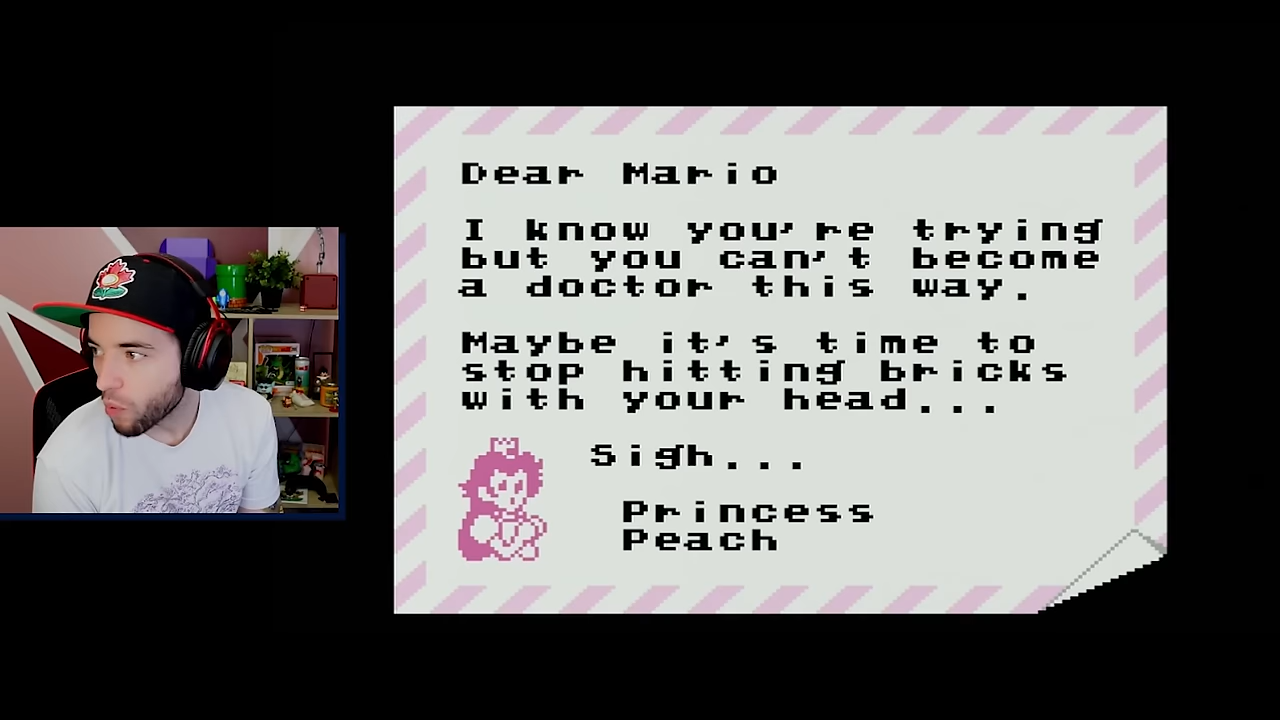 Dear Mario
I know you're trying
but you can't become
a doctor this way.
Maybe it's time to
stop hitting bricks
with your head...
Sigh...
Princess
Peach